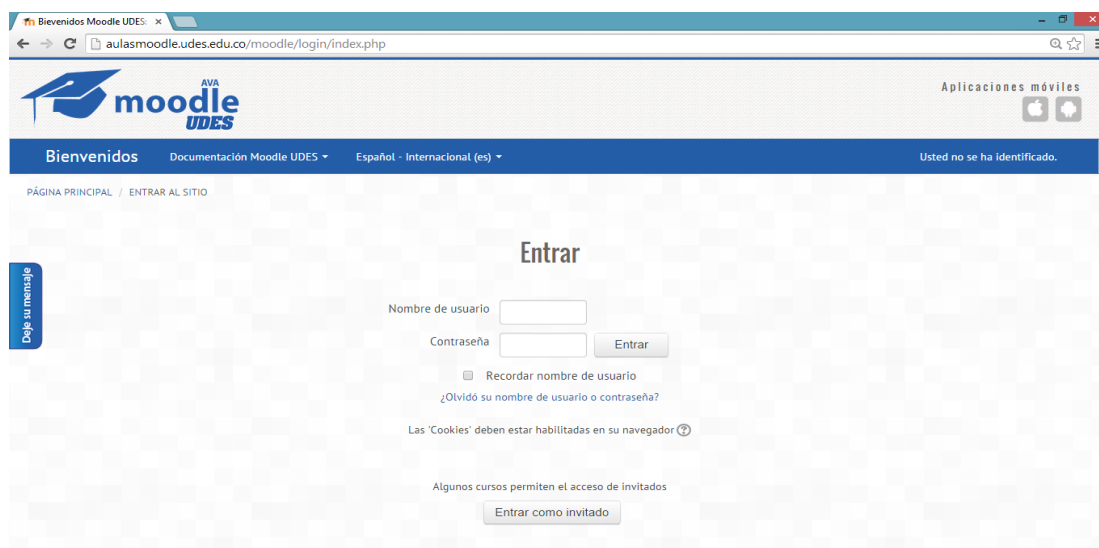 Bienvenidos Moodle UDES:
aulasmoodle.udes.edu.co/moodle/login/index.php
AVA
moodle
UDES
Aplicaciones móviles
Bienvenidos Documentación Moodle UDES Español - Internacional (es) Usted no se ha identificado.
PÁGINA PRINCIPAL / ENTRAR AL SITIO
Entrar
Deje su mensaje
Nombre de usuario
Contraseña Entrar
Recordar nombre de usuario
¿Olvidó su nombre de usuario o contraseña?
Las 'Cookies' deben estar habilitadas en su navegador
Algunos cursos permiten el acceso de invitados
Entrar como invitado